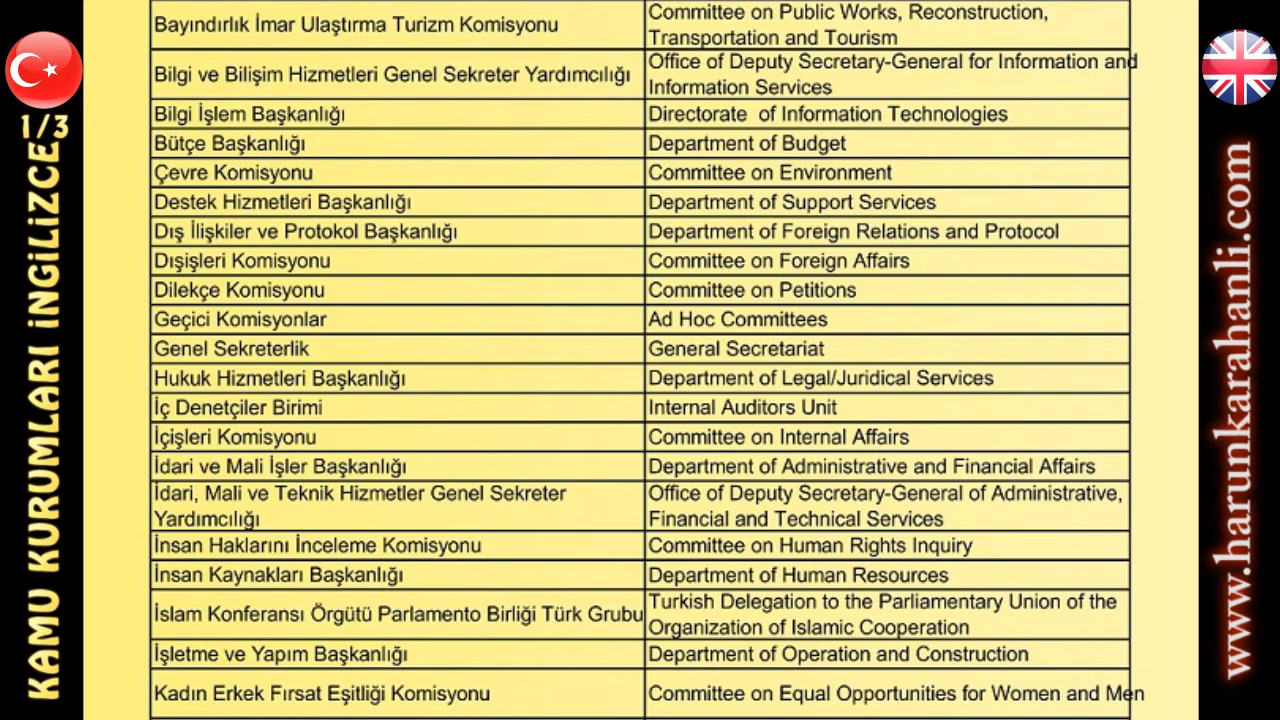 Bayındırlık İmar Ulaştırma Turizm Komisyonu
Committee on Public Works, Reconstruction,
Transportation and Tourism
Bilgi ve Bilişim Hizmetleri Genel Sekreter Yardımcılığı
Office of Deputy Secretary-General for Information and
Information Services
Bilgi İşlem Başkanlığı
Directorate of Information Technologies
Bütçe Başkanlığı
Department of Budget
Çevre Komisyonu
Committee on Environment
Destek Hizmetleri Başkanlığı
Department of Support Services
Dış İlişkiler ve Protokol Başkanlığı
Department of Foreign Relations and Protocol
Dışişleri Komisyonu
Committee on Foreign Affairs
Dilekçe Komisyonu
Committee on Petitions
Geçici Komisyonlar
Ad Hoc Committees
Genel Sekreterlik
General Secretariat
Hukuk Hizmetleri Başkanlığı
Department of Legal/Juridical Services
İç Denetçiler Birimi
Internal Auditors Unit
İçişleri Komisyonu
Committee on Internal Affairs
İdari ve Mali İşler Başkanlığı
Department of Administrative and Financial Affairs
İdari, Mali ve Teknik Hizmetler Genel Sekreter
Yardımcılığı
Office of Deputy Secretary-General of Administrative,
Financial and Technical Services
İnsan Haklarını İnceleme Komisyonu
Committee on Human Rights Inquiry
İnsan Kaynakları Başkanlığı
Department of Human Resources
İslam Konferansı Örgütü Parlamento Birliği Türk Grubu
Turkish Delegation to the Parliamentary Union of the
Organization of Islamic Cooperation
İşletme ve Yapım Başkanlığı
Department of Operation and Construction
Kadın Erkek Fırsat Eşitliği Komisyonu
Committee on Equal Opportunities for Women and Men
1/3
KAMU KURUMLARI İNGİLİZCE
www.harunkarahanli.com